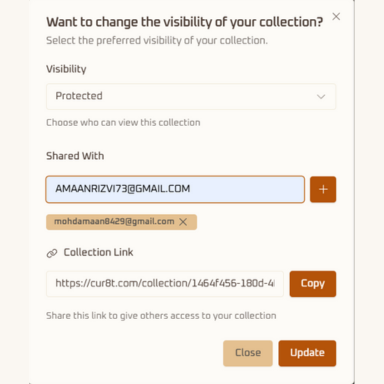 Want to change the visibility of your collection?
Select the preferred visibility of your collection.
Visibility
Protected
Choose who can view this collection
Shared With
AMAANRIZVI73@GMAIL.COM
+
mohdamaan8429@gmail.com
Collection Link
https://cur8t.com/collection/1464f456-180d-4
Copy
Share this link to give others access to your collection
Close
Update